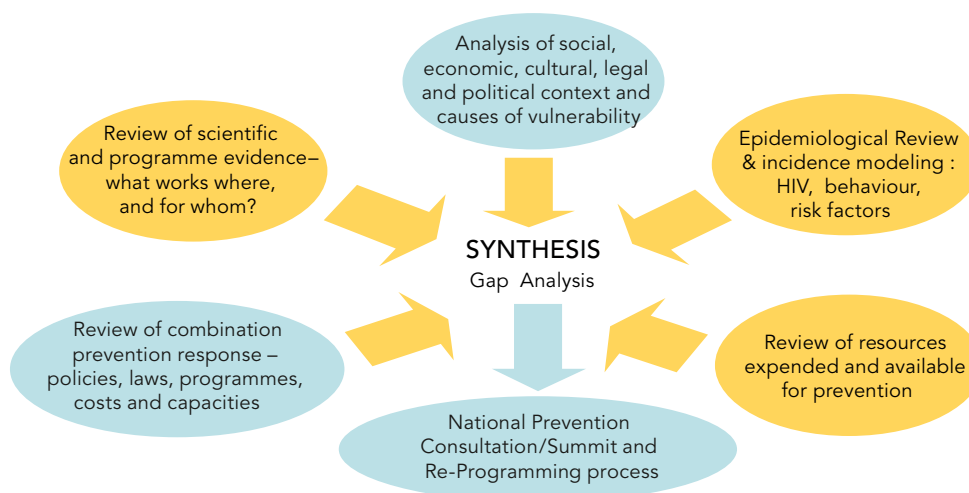 Analysis of social,
economic, cultural, legal
and political context and
causes of vulnerability
Review of scientific
and programme evidence–
what works where,
and for whom?
Epidemiological Review
& incidence modeling :
HIV, behaviour,
risk factors
SYNTHESIS
Gap Analysis
Review of combination
prevention response –
policies, laws, programmes,
costs and capacities
Review of resources
expended and available
for prevention
National Prevention
Consultation/Summit and
Re-Programming process